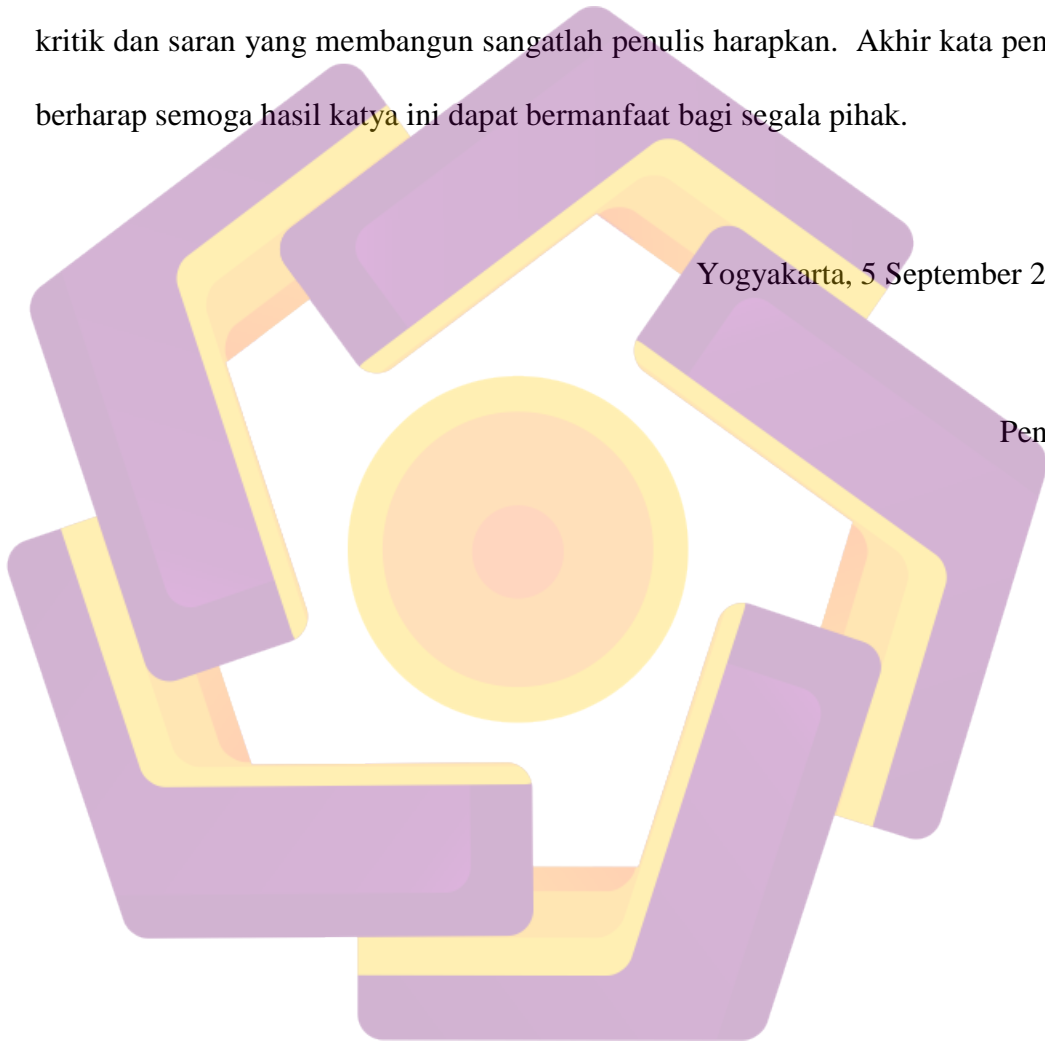 kritik dan saran yang membangun sangatlah penulis harapkan. Akhir kata pen
berharap semoga hasil katya ini dapat bermanfaat bagi segala pihak.
Yogyakarta, 5 September 2
Pen